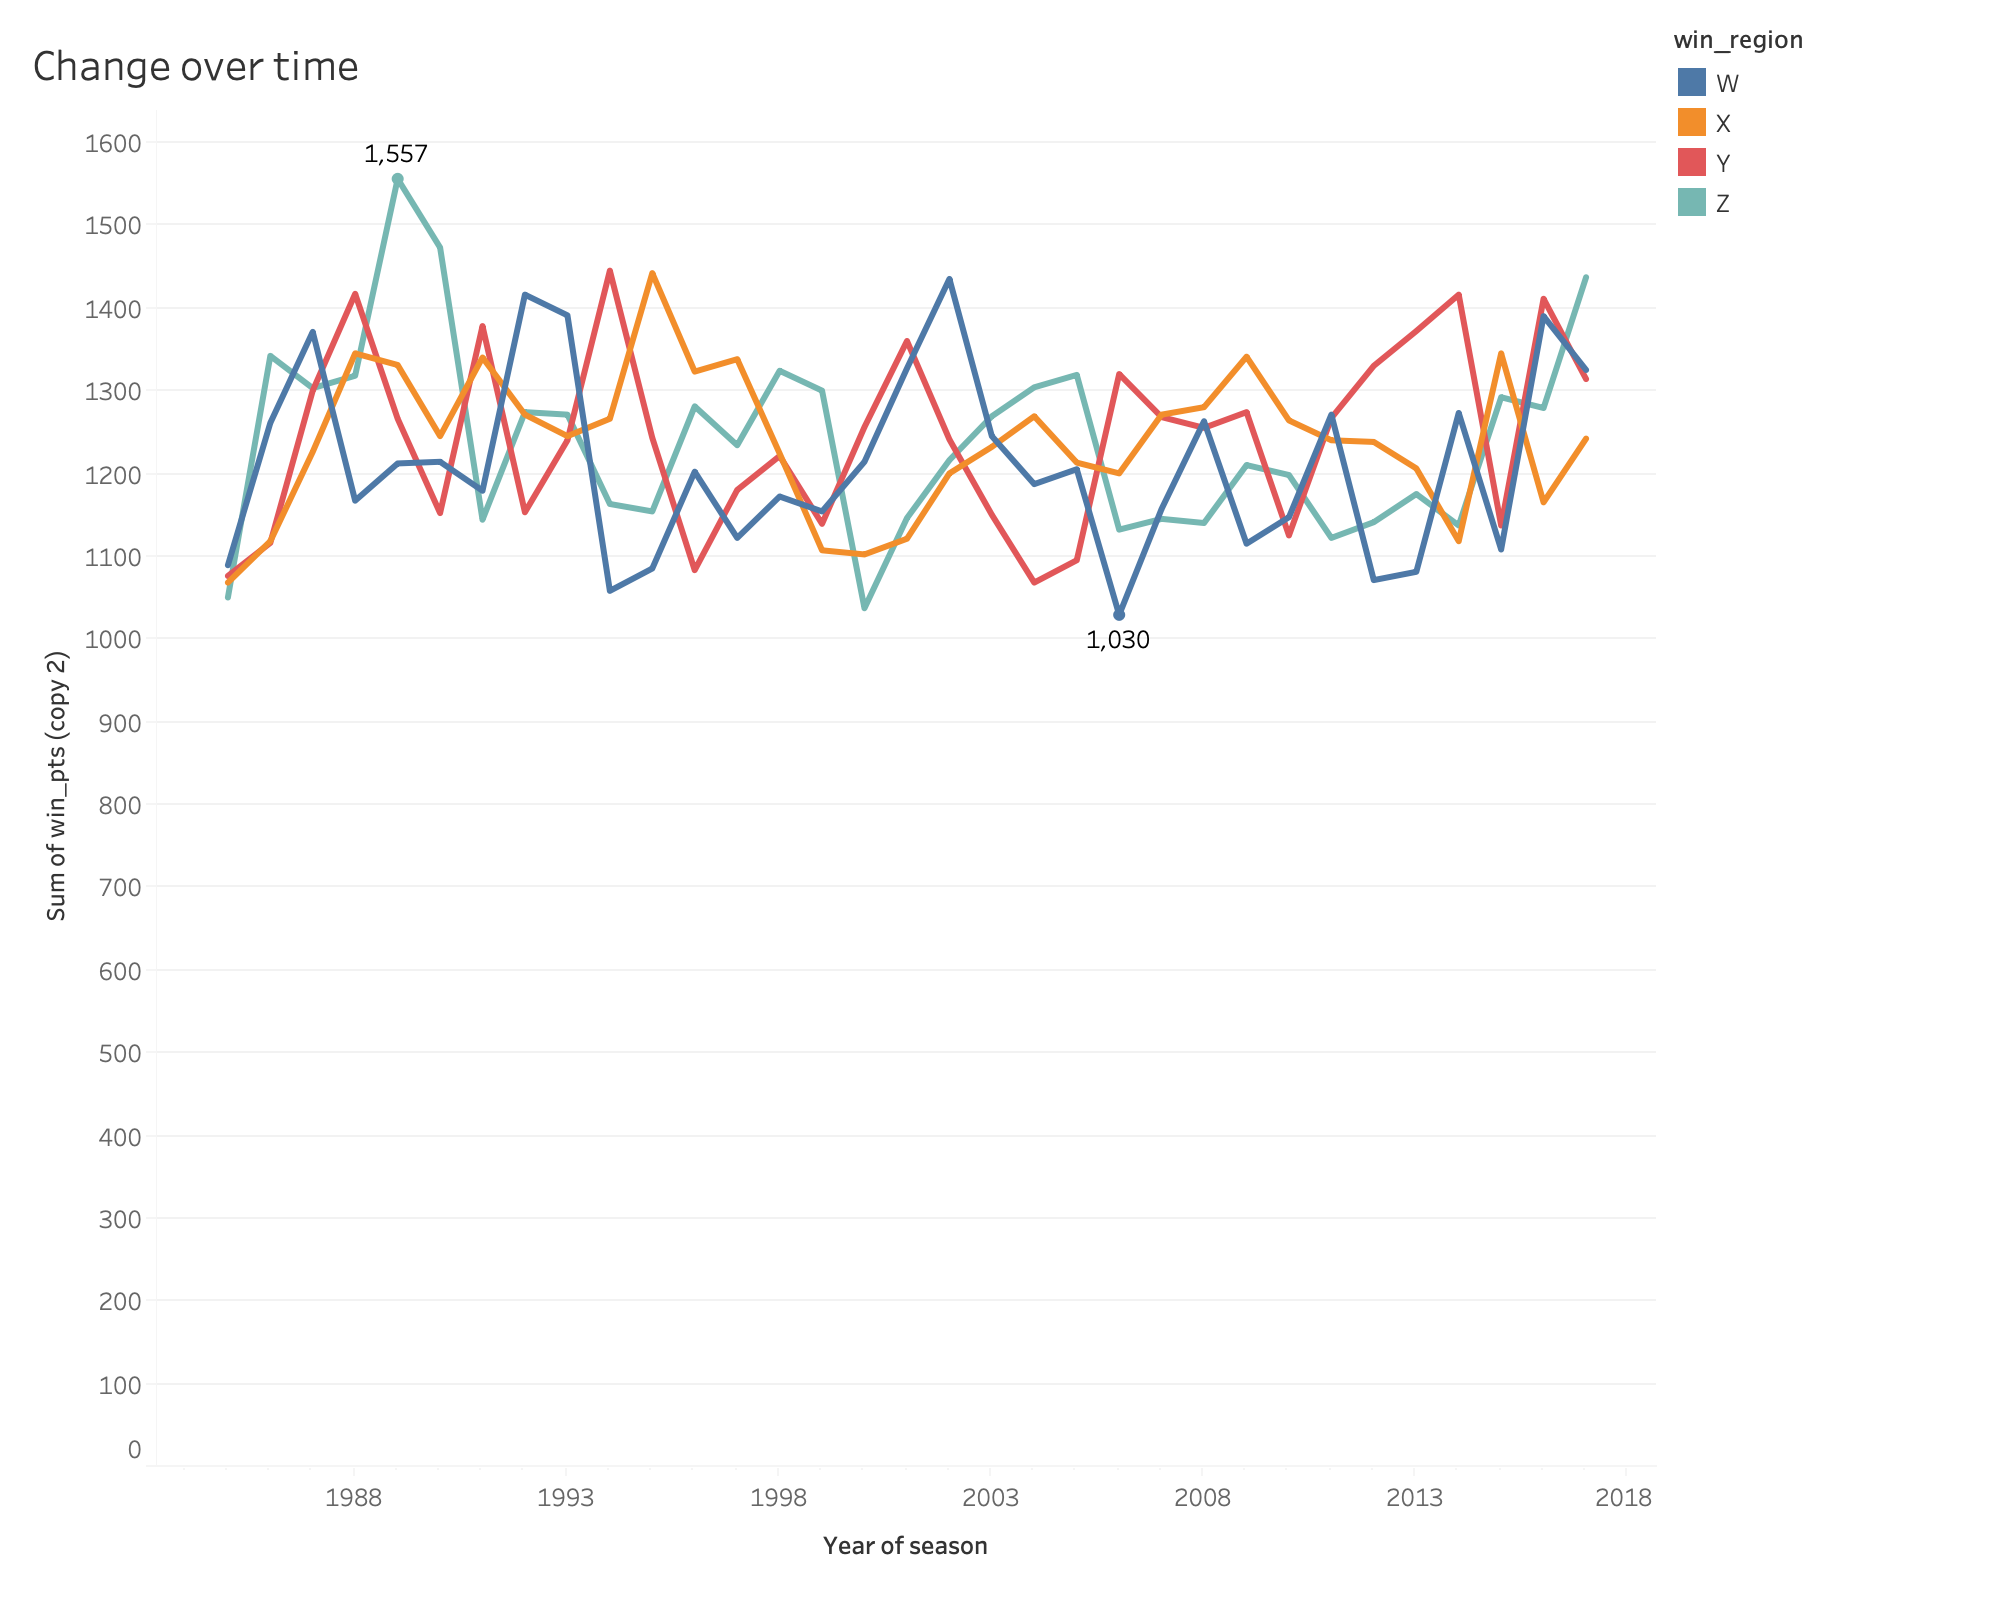 Change over time
win_region
W
X
Y
Z
1600
1500
1400
1300
1200
1100
1000
900
800
700
600
500
400
300
200
100
0
Sum of win_pts (copy 2)
1,557
1,030
1988 1993 1998 2003 2008 2013 2018
Year of season